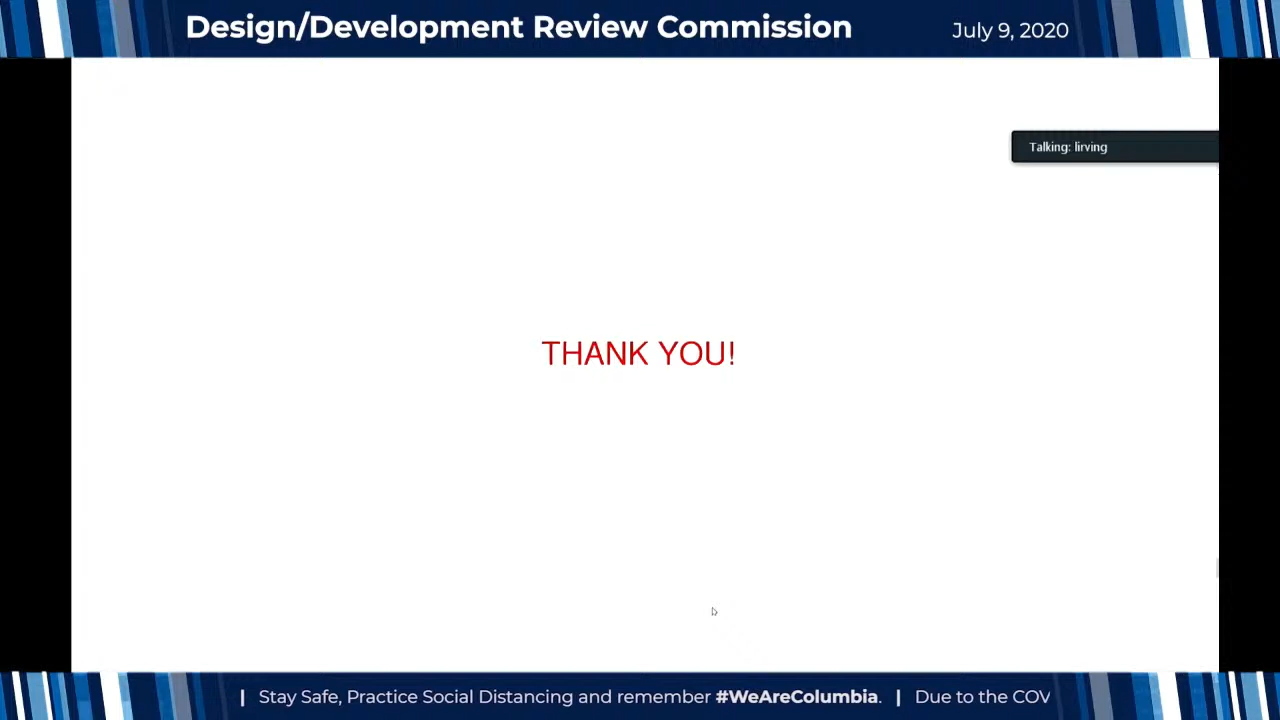 Design/Development Review Commission
July 9, 2020
Talking: lirving
THANK YOU!
| Stay Safe, Practice Social Distancing and remember #WeAreColumbia. | Due to the COV